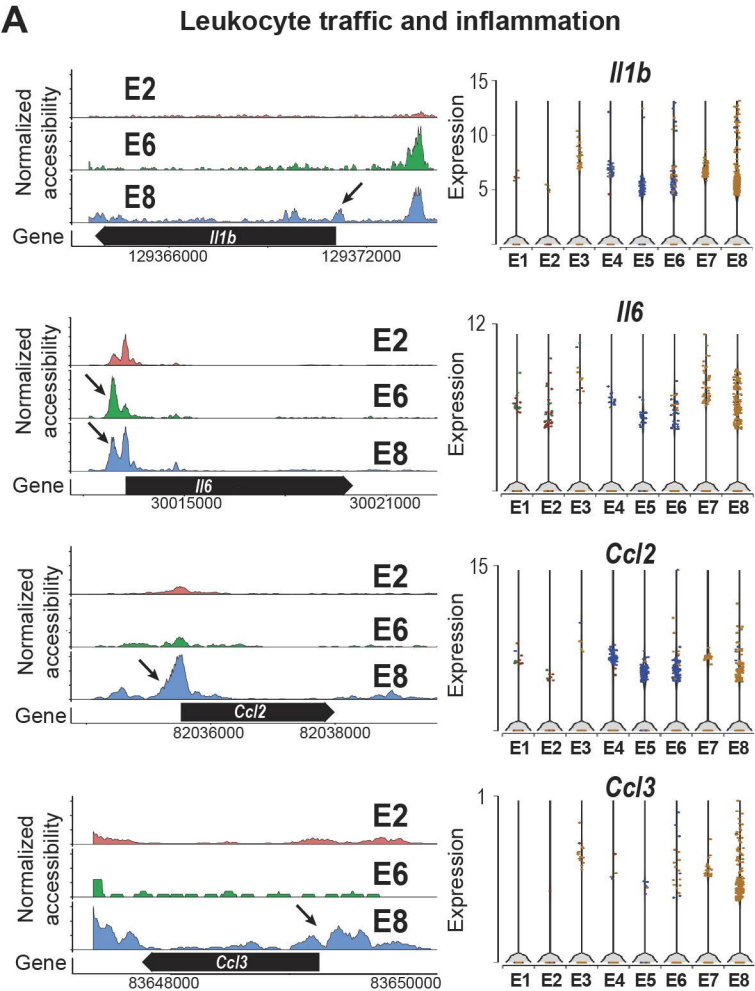 A
Leukocyte traffic and inflammation
Normalized
accessibility
E2
E6
E8
Gene
Il1b
129366000
129372000
Il1b
Expression
15
10
5
E1 E2 E3 E4 E5 E6 E7 E8
Normalized
accessibility
E2
E6
E8
Gene
Il6
30015000
30021000
Il6
Expression
12
E1 E2 E3 E4 E5 E6 E7 E8
Normalized
accessibility
E2
E6
E8
Gene
Ccl2
82036000
82038000
Ccl2
Expression
15
E1 E2 E3 E4 E5 E6 E7 E8
Normalized
accessibility
E2
E6
E8
Gene
Ccl3
83648000
83650000
Ccl3
Expression
1
E1 E2 E3 E4 E5 E6 E7 E8